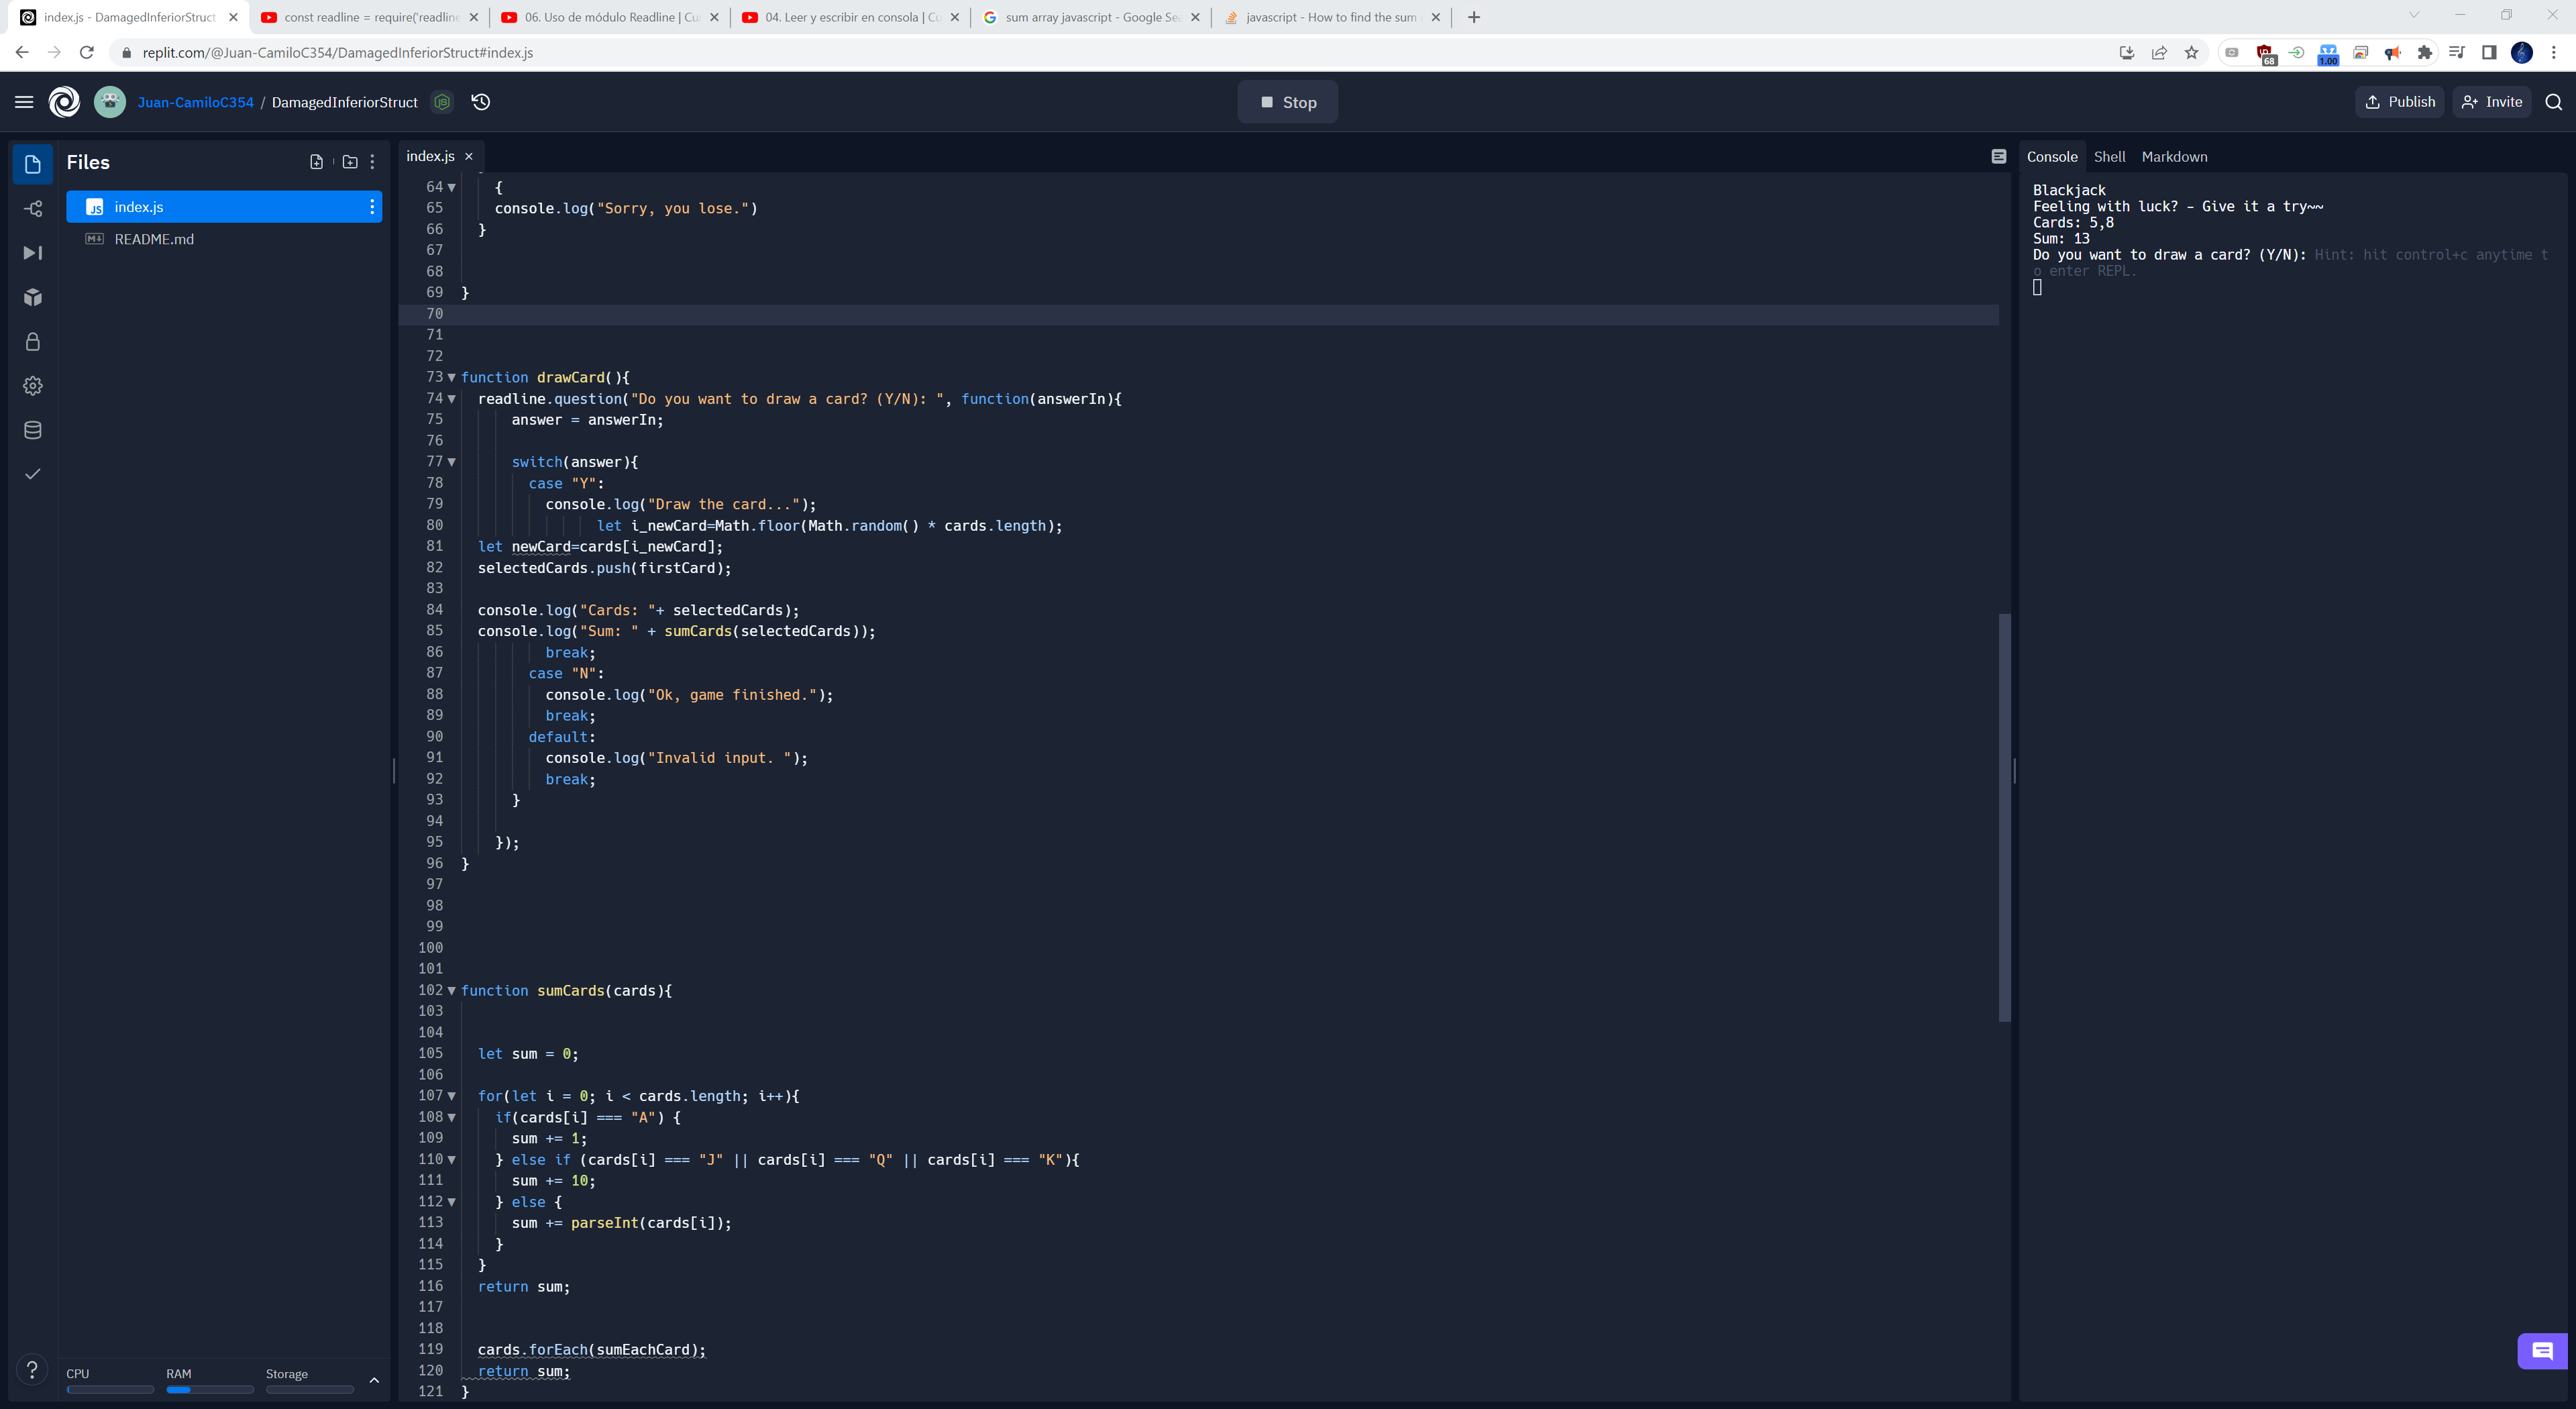 index.js - DamagedInferiorStruct
const readline = require('readline
06. Uso de módulo Readline | Cu
04. Leer y escribir en consola | Cu
sum array javascript - Google Sea
javascript - How to find the sum
replit.com/@Juan-CamiloC354/DamagedInferiorStruct#index.js
68
1.00
Juan-CamiloC354 / DamagedInferiorStruct
Stop
Publish
Invite
Files
index.js
README.md
CPU
RAM
Storage
index.js
64 {
65 console.log("Sorry, you lose.")
66 }
67
68
69 }
70
71
72
73 function drawCard(){
74 readline.question("Do you want to draw a card? (Y/N): ", function(answerIn){
75 answer = answerIn;
76
77 switch(answer){
78 case "Y":
79 console.log("Draw the card...");
80 let i_newCard=Math.floor(Math.random() * cards.length);
81 let newCard=cards[i_newCard];
82 selectedCards.push(firstCard);
83
84 console.log("Cards: "+ selectedCards);
85 console.log("Sum: " + sumCards(selectedCards));
86 break;
87 case "N":
88 console.log("Ok, game finished.");
89 break;
90 default:
91 console.log("Invalid input. ");
92 break;
93 }
94
95 });
96 }
97
98
99
100
101
102 function sumCards(cards){
103
104
105 let sum = 0;
106
107 for(let i = 0; i < cards.length; i++){
108 if(cards[i] === "A") {
109 sum += 1;
110 } else if (cards[i] === "J" || cards[i] === "Q" || cards[i] === "K"){
111 sum += 10;
112 } else {
113 sum += parseInt(cards[i]);
114 }
115 }
116 return sum;
117
118
119 cards.forEach(sumEachCard);
120 return sum;
121 }
Console Shell Markdown
Blackjack
Feeling with luck? - Give it a try~~
Cards: 5,8
Sum: 13
Do you want to draw a card? (Y/N): Hint: hit control+c anytime t
o enter REPL.